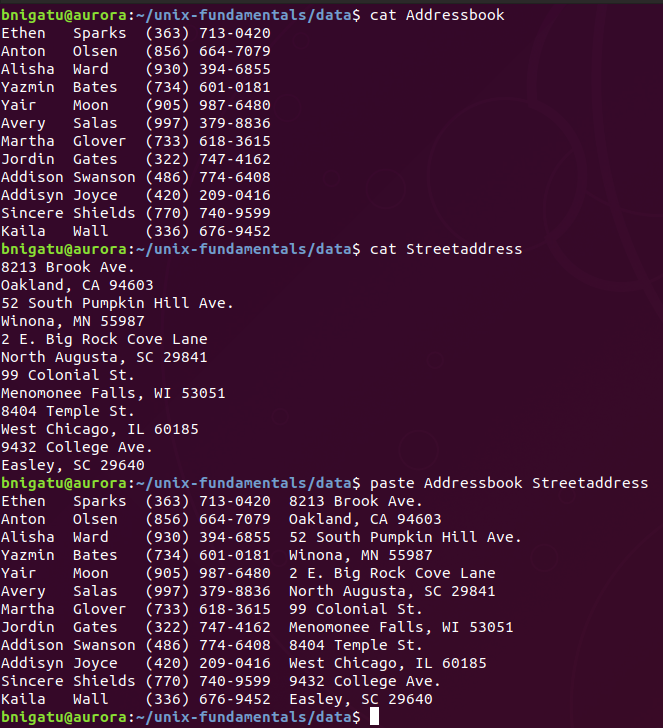 bnigatu@aurora:~/unix-fundamentals/data$ cat Addressbook
Ethen   Sparks  (363) 713-0420
Anton   Olsen   (856) 664-7079
Alisha  Ward    (930) 394-6855
Yazmin  Bates   (734) 601-0181
Yair    Moon    (905) 987-6480
Avery   Salas   (997) 379-8836
Martha  Glover  (733) 618-3615
Jordin  Gates   (322) 747-4162
Addison Swanson (486) 774-6408
Addisyn Joyce   (420) 209-0416
Sincere Shields (770) 740-9599
Kaila   Wall    (336) 676-9452
bnigatu@aurora:~/unix-fundamentals/data$ cat Streetaddress
8213 Brook Ave.
Oakland, CA 94603
52 South Pumpkin Hill Ave.
Winona, MN 55987
2 E. Big Rock Cove Lane
North Augusta, SC 29841
99 Colonial St.
Menomonee Falls, WI 53051
8404 Temple St.
West Chicago, IL 60185
9432 College Ave.
Easley, SC 29640
bnigatu@aurora:~/unix-fundamentals/data$ paste Addressbook Streetaddress
Ethen   Sparks  (363) 713-0420  8213 Brook Ave.
Anton   Olsen   (856) 664-7079  Oakland, CA 94603
Alisha  Ward    (930) 394-6855  52 South Pumpkin Hill Ave.
Yazmin  Bates   (734) 601-0181  Winona, MN 55987
Yair    Moon    (905) 987-6480  2 E. Big Rock Cove Lane
Avery   Salas   (997) 379-8836  North Augusta, SC 29841
Martha  Glover  (733) 618-3615  99 Colonial St.
Jordin  Gates   (322) 747-4162  Menomonee Falls, WI 53051
Addison Swanson (486) 774-6408  8404 Temple St.
Addisyn Joyce   (420) 209-0416  West Chicago, IL 60185
Sincere Shields (770) 740-9599  9432 College Ave.
Kaila   Wall    (336) 676-9452  Easley, SC 29640
bnigatu@aurora:~/unix-fundamentals/data$